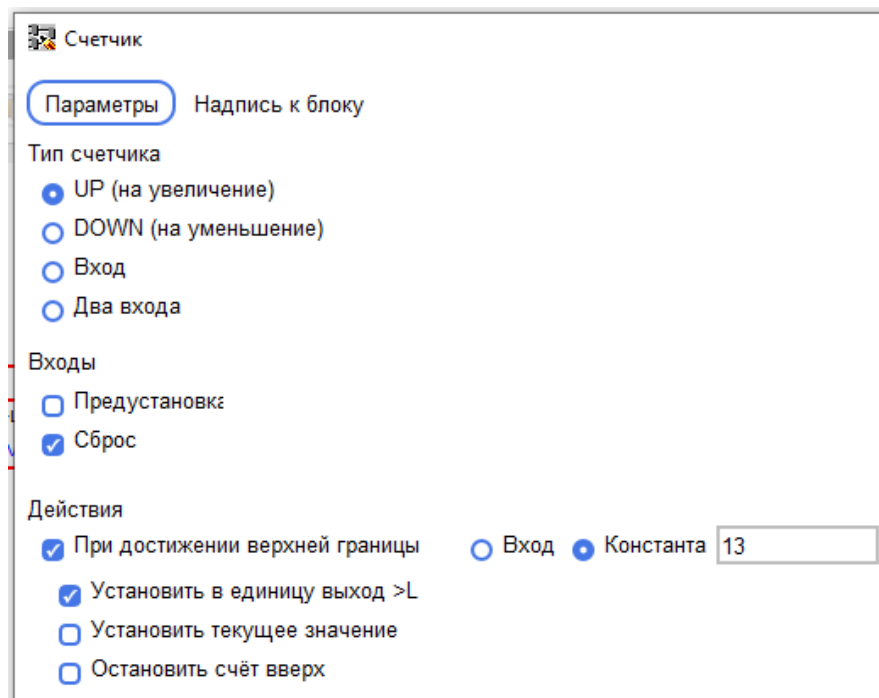 Счетчик
Параметры Надпись к блоку
Тип счетчика
UP (на увеличение)
DOWN (на уменьшение)
Вход
Два входа
Входы
Предустановка
Сброс
Действия
При достижении верхней границы Вход Константа 13
Установить в единицу выход >L
Установить текущее значение
Остановить счёт вверх